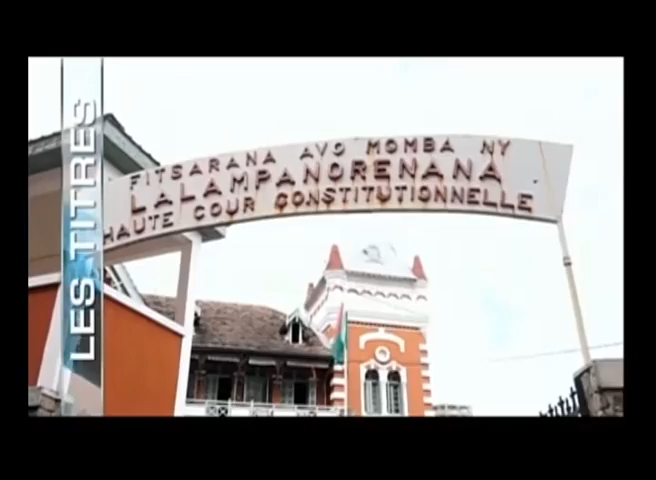 LES TITRES
FITSARANA AVO MOMBA NY
LALAMPANORENANA
HAUTE COUR CONSTITUTIONNELLE